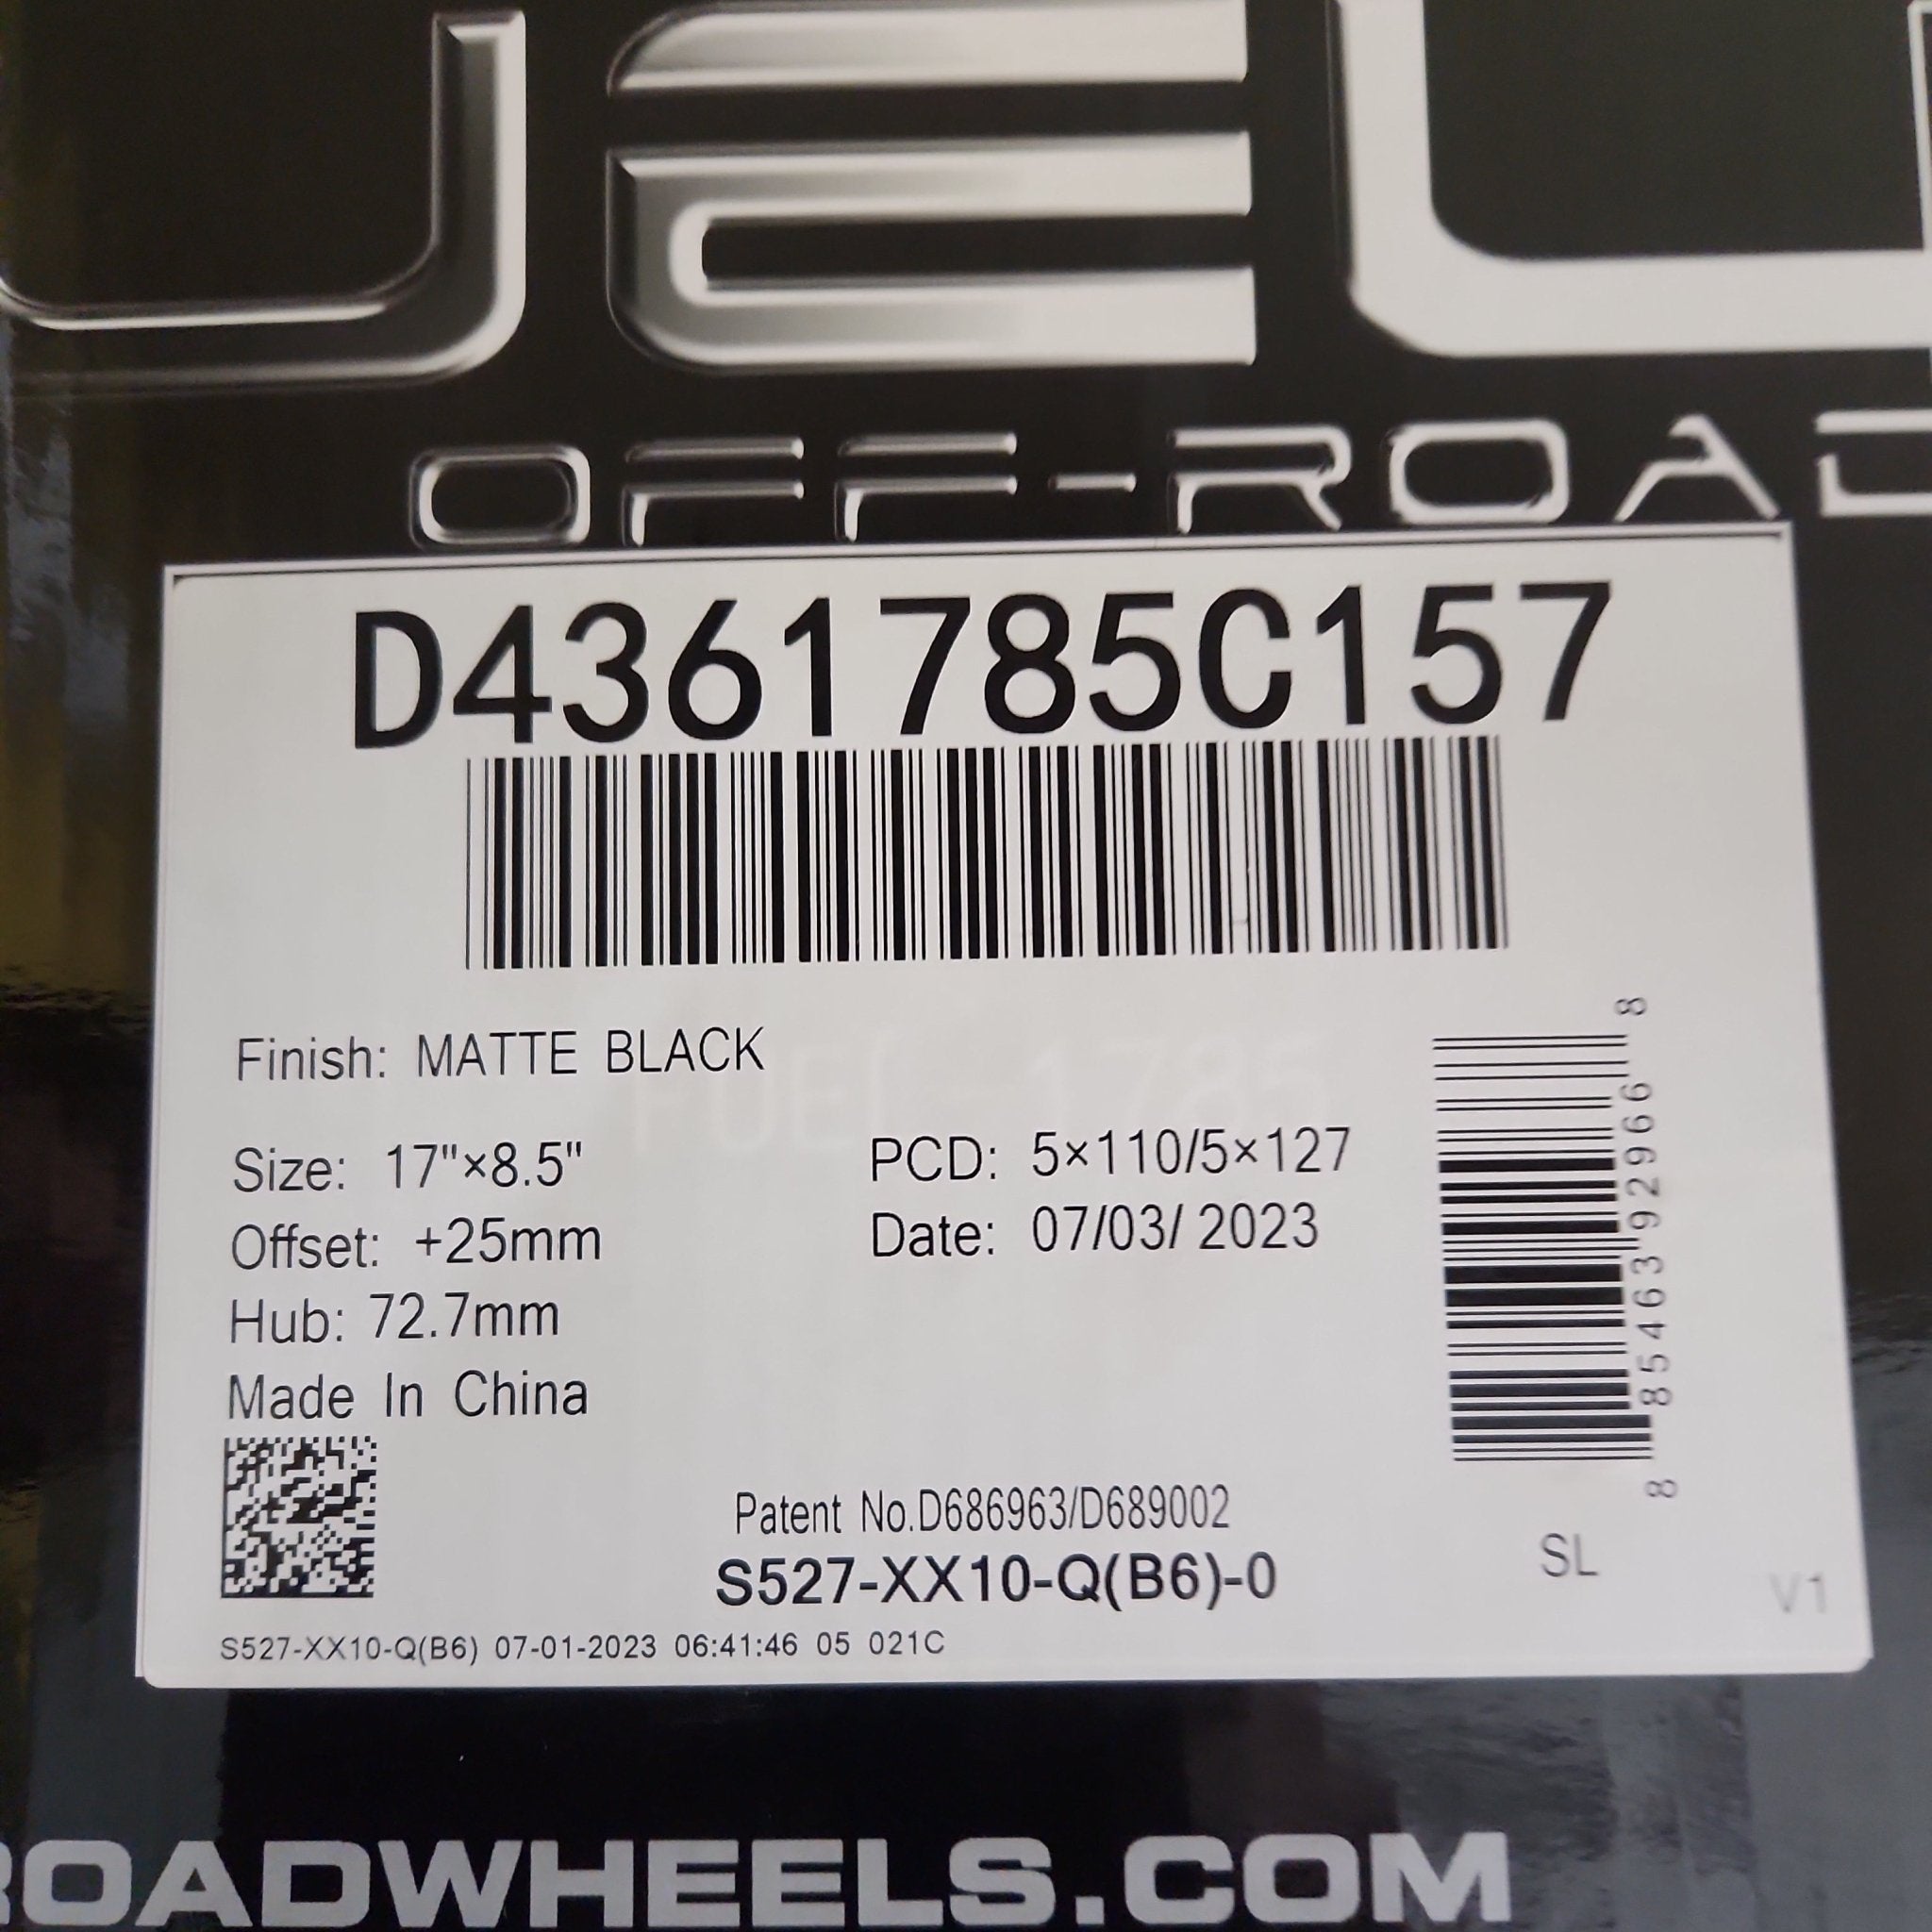 UEL
OFF-ROAD
D4361785C157
Finish: MATTE BLACK
Size: 17"×8.5"
PCD: 5×110/5×127
Offset: +25mm
Date: 07/03/ 2023
Hub: 72.7mm
Made In China
8 85463 92966 8
Patent No.D686963/D689002
S527-XX10-Q(B6)-0
SL
V1
S527-XX10-Q(B6) 07-01-2023 06:41:46 05 021C
ROADWHEELS.COM